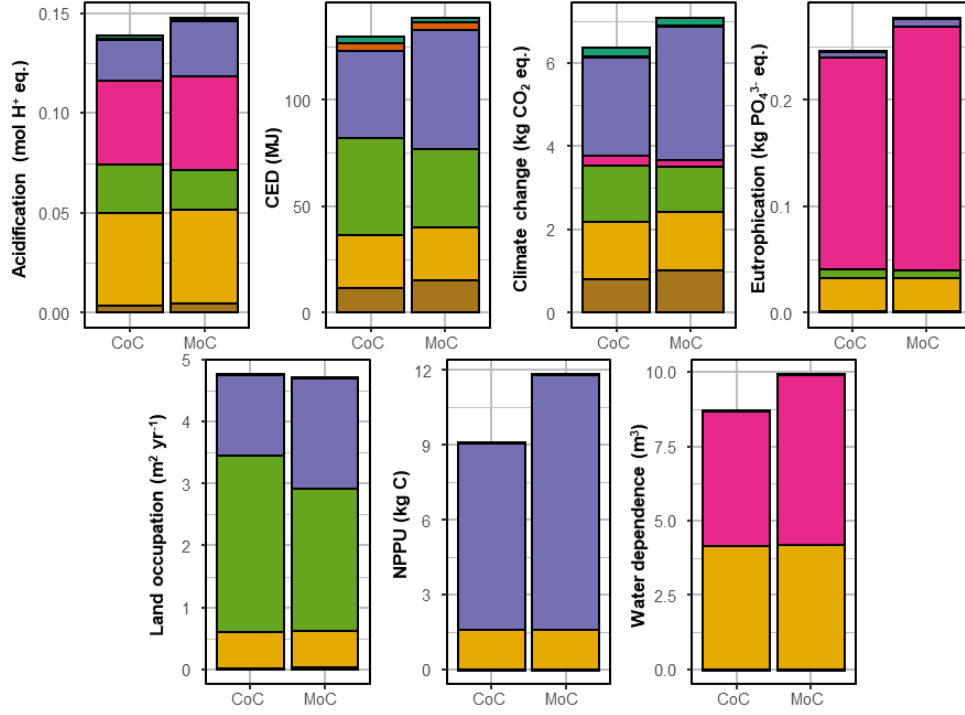 Acidification (mol H⁺ eq.)
0.15
0.10
0.05
0.00
CoC
MoC
CED (MJ)
100
50
0
CoC
MoC
Climate change (kg CO₂ eq.)
6
4
2
0
CoC
MoC
Eutrophication (kg PO₄³⁻ eq.)
0.2
0.1
0.0
CoC
MoC
Land occupation (m² yr⁻¹)
5
4
3
2
1
0
CoC
MoC
NPPU (kg C)
12
9
6
3
0
CoC
MoC
Water dependence (m³)
10.0
7.5
5.0
2.5
0.0
CoC
MoC